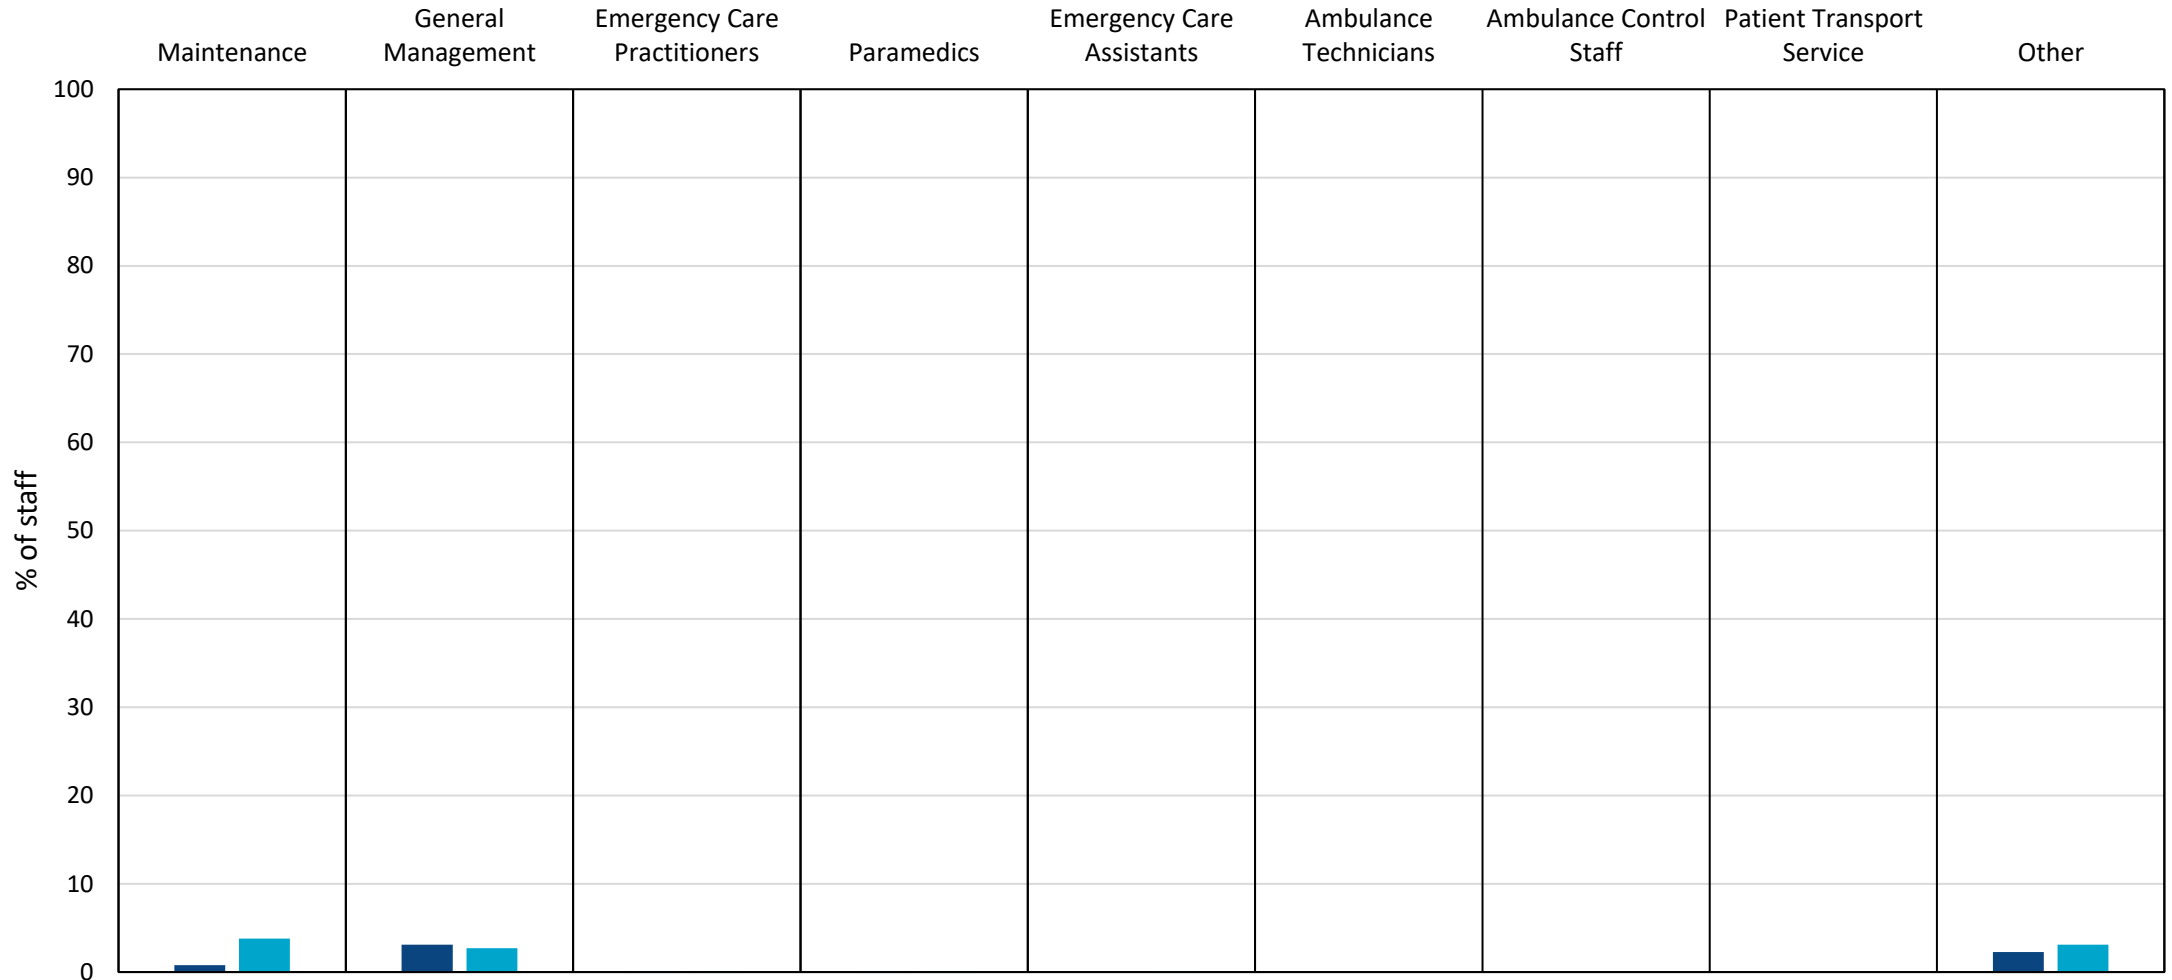 Maintenance
General
Management
Emergency Care
Practitioners
Paramedics
Emergency Care
Assistants
Ambulance
Technicians
Ambulance Control
Staff
Patient Transport
Service
Other
% of staff
100
90
80
70
60
50
40
30
20
10
0